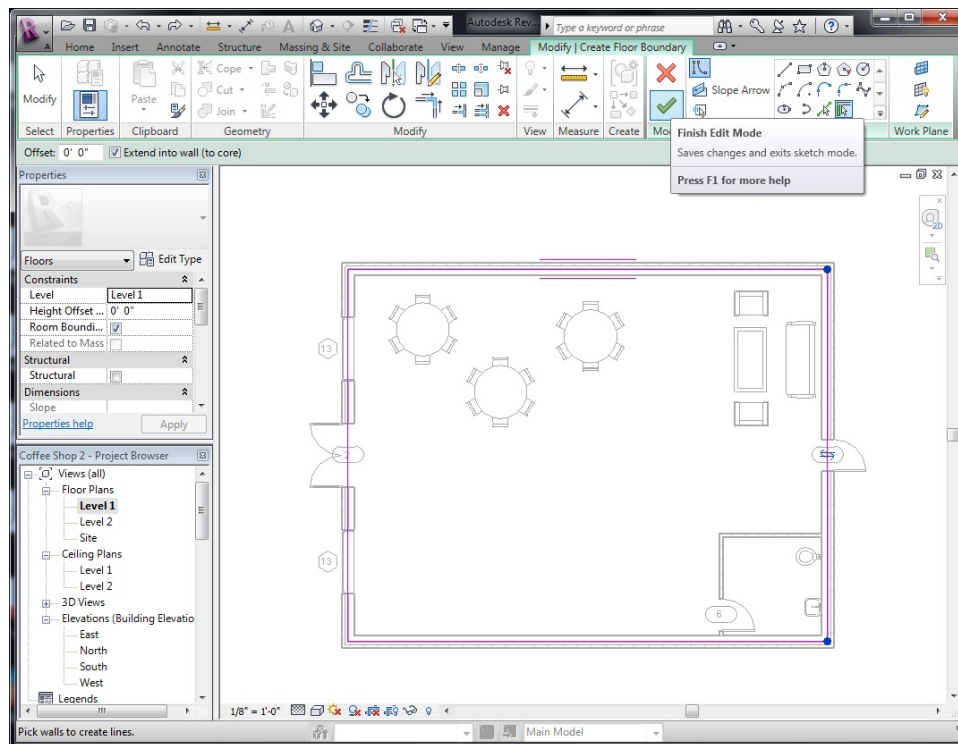 Autodesk Rev...
Type a keyword or phrase
Home Insert Annotate Structure Massing & Site Collaborate View Manage Modify | Create Floor Boundary
Modify
Paste
Cope
Cut
Join
Slope Arrow
Select Properties Clipboard Geometry Modify View Measure Create Mod Work Plane
Finish Edit Mode
Saves changes and exits sketch mode.
Press F1 for more help
Offset: 0' 0" Extend into wall (to core)
Properties
Floors Edit Type
Constraints
Level Level 1
Height Offset ... 0' 0"
Room Boundi...
Related to Mass
Structural
Structural
Dimensions
Slope
Properties help Apply
Coffee Shop 2 - Project Browser
Views (all)
Floor Plans
Level 1
Level 2
Site
Ceiling Plans
Level 1
Level 2
3D Views
Elevations (Building Elevatio
East
North
South
West
Legends
2D
13
2
13
6
1/8" = 1'-0"
Pick walls to create lines.
Main Model